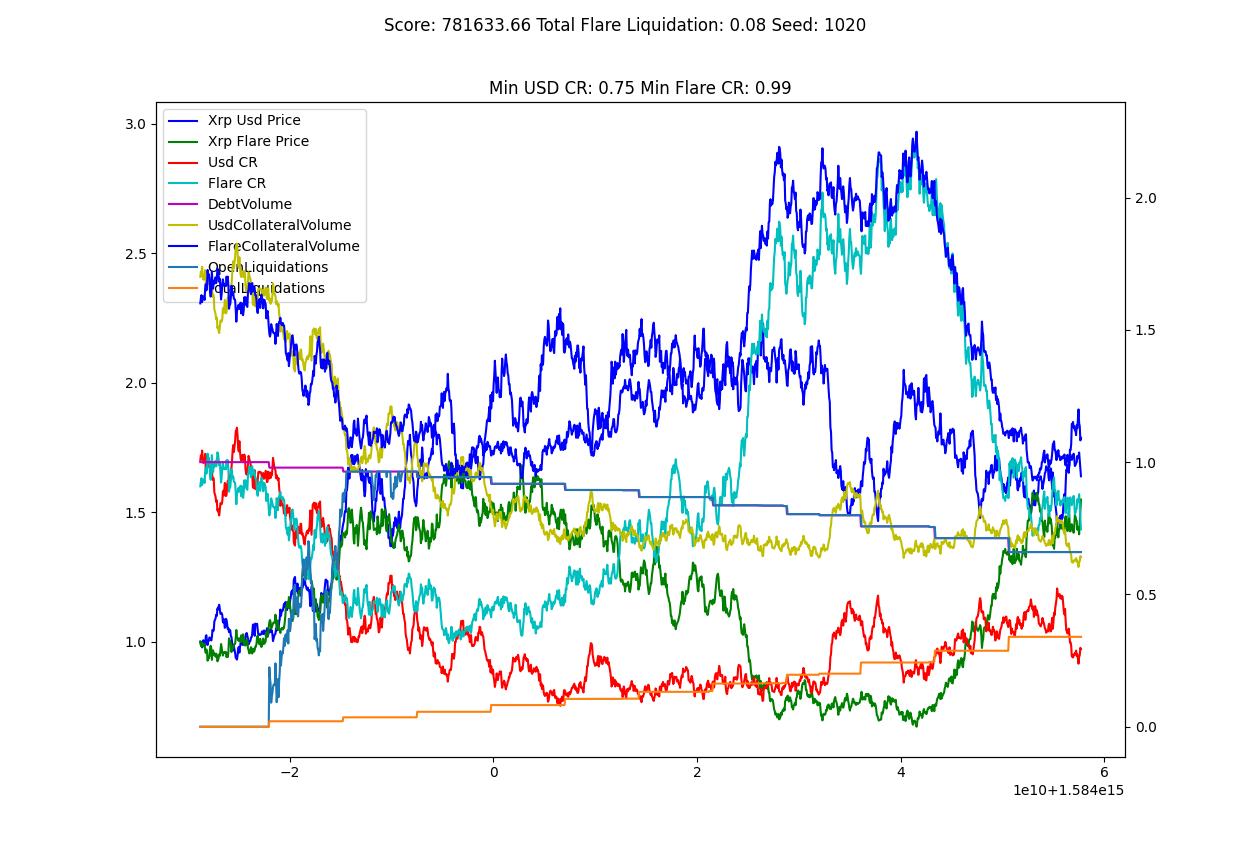 Score: 781633.66 Total Flare Liquidation: 0.08 Seed: 1020
Min USD CR: 0.75 Min Flare CR: 0.99
Xrp Usd Price
Xrp Flare Price
Usd CR
Flare CR
DebtVolume
UsdCollateralVolume
FlareCollateralVolume
OpenLiquidations
TotalLiquidations
3.0
2.5
2.0
1.5
1.0
2.0
1.5
1.0
0.5
0.0
−2
0
2
4
6
1e10+1.584e15